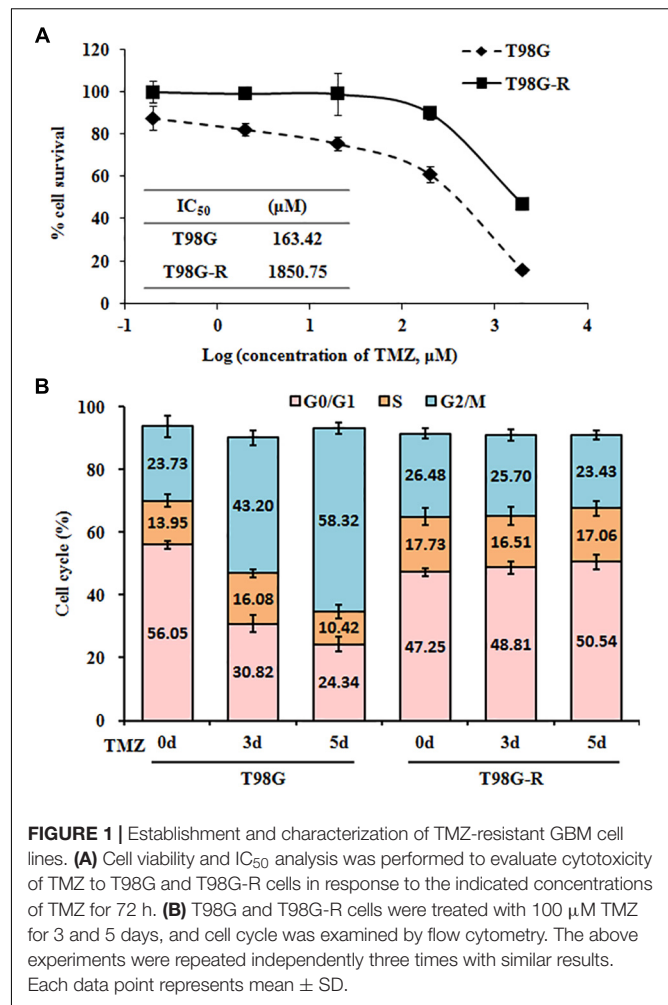 A
120
100
80
60
40
20
0
% cell survival
T98G
T98G-R
IC50 (μM)
T98G 163.42
T98G-R 1850.75
-1 0 1 2 3 4
Log (concentration of TMZ, μM)
B
G0/G1 S G2/M
100
80
60
40
20
0
Cell cycle (%)
23.73 43.20 58.32 26.48 25.70 23.43
13.95 16.08 10.42 17.73 16.51 17.06
56.05 30.82 24.34 47.25 48.81 50.54
TMZ 0d 3d 5d 0d 3d 5d
T98G T98G-R
FIGURE 1 | Establishment and characterization of TMZ-resistant GBM cell
lines. (A) Cell viability and IC50 analysis was performed to evaluate cytotoxicity
of TMZ to T98G and T98G-R cells in response to the indicated concentrations
of TMZ for 72 h. (B) T98G and T98G-R cells were treated with 100 μM TMZ
for 3 and 5 days, and cell cycle was examined by flow cytometry. The above
experiments were repeated independently three times with similar results.
Each data point represents mean ± SD.